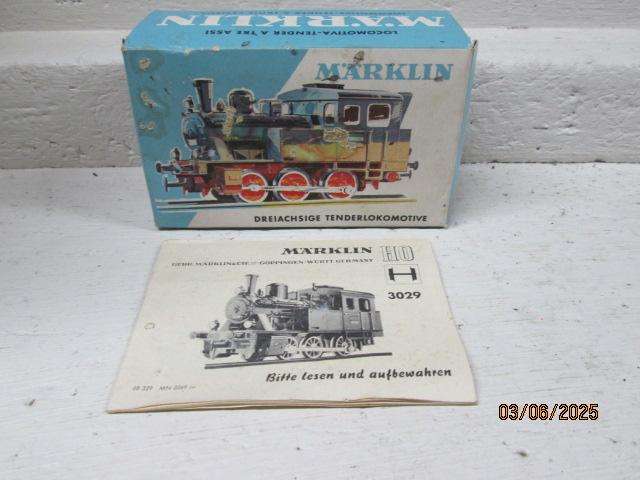 MÄRKLIN
LOCOMOTIVA-TENDER A TRE ASSI
MÄRKLIN
DREIACHSIGE TENDERLOKOMOTIVE
MÄRKLIN HO
GEBR. MÄRKLIN & CIE · GÖPPINGEN · WÜRTT. GERMANY
3029
Bitte lesen und aufbewahren
03/06/2025